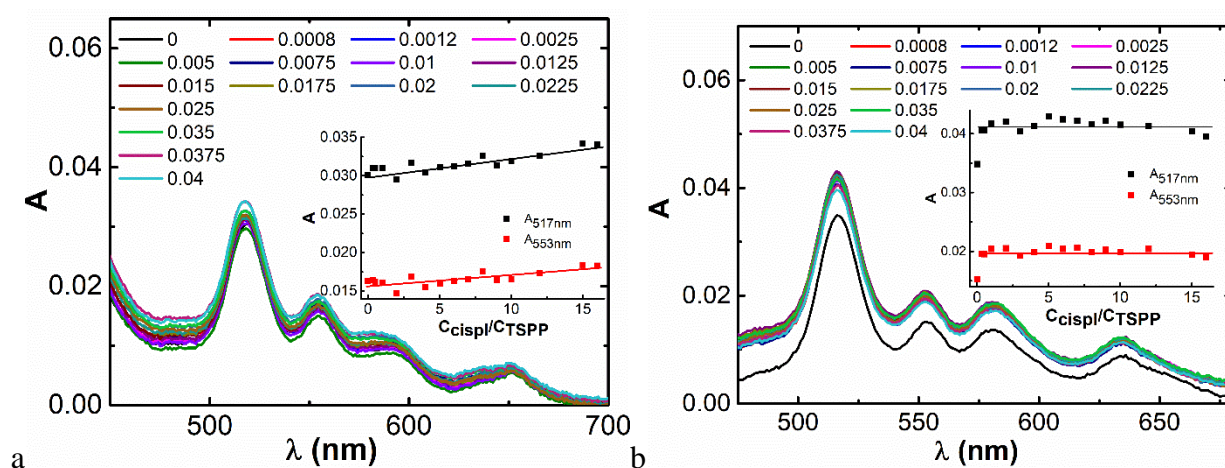 0.06
0.04
0.02
0.00
A
0 0.0008 0.0012 0.0025
0.005 0.0075 0.01 0.0125
0.015 0.0175 0.02 0.0225
0.025
0.035
0.0375
0.04
0.035
0.030
0.025
0.020
0.015
A
A517nm
A553nm
0 5 10 15
Ccispl/CTSPP
500 600 700
λ (nm)
a
0.06
0.04
0.02
0.00
A
0 0.0008 0.0012 0.0025
0.005 0.0075 0.01 0.0125
0.015 0.0175 0.02 0.0225
0.025 0.035
0.0375 0.04
0.04
0.03
0.02
0.01
A
A517nm
A553nm
0 5 10 15
Ccispl/CTSPP
500 550 600 650
λ (nm)
b